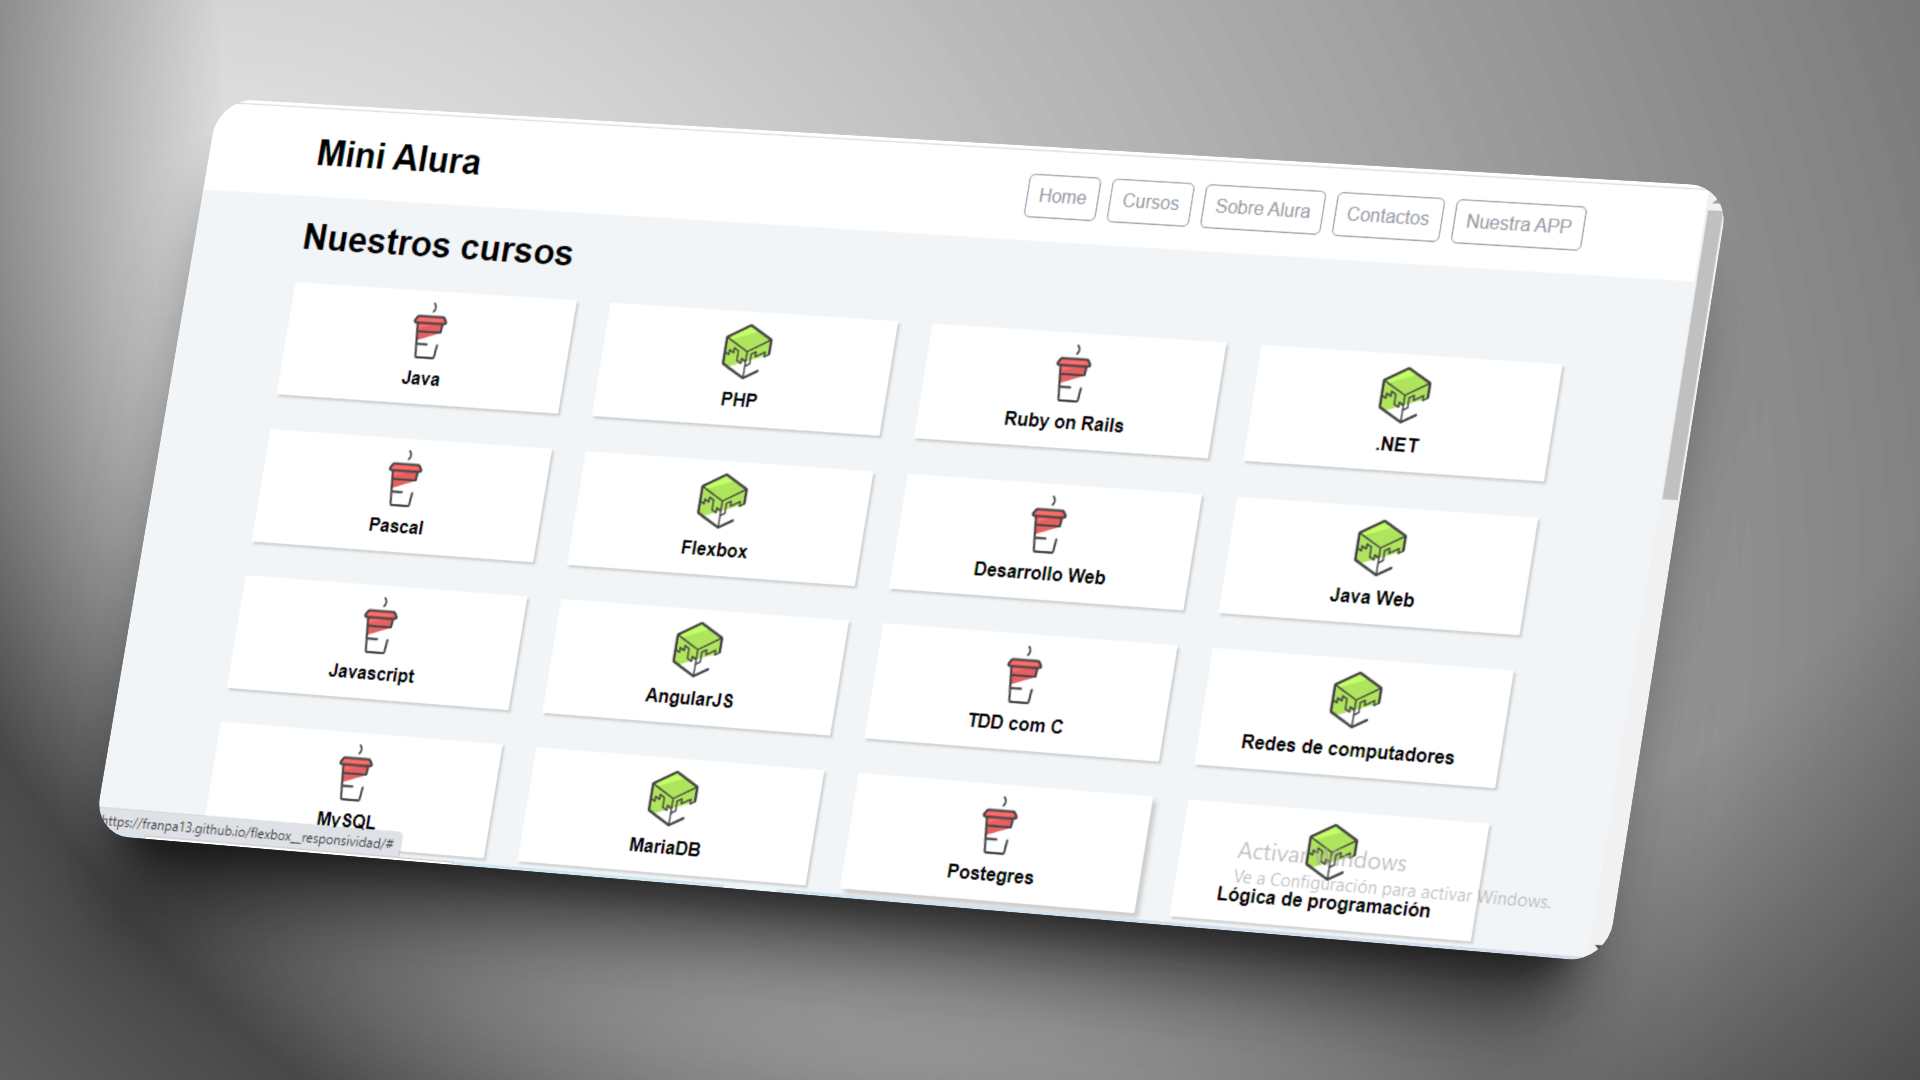 Mini Alura
Home
Cursos
Sobre Alura
Contactos
Nuestra APP
Nuestros cursos
Java
PHP
Ruby on Rails
.NET
Pascal
Flexbox
Desarrollo Web
Java Web
Javascript
AngularJS
TDD com C
Redes de computadores
MySQL
MariaDB
Postegres
Lógica de programación
https://franpa13.github.io/flexbox__responsividad/#
Activar Windows
Ve a Configuración para activar Windows.